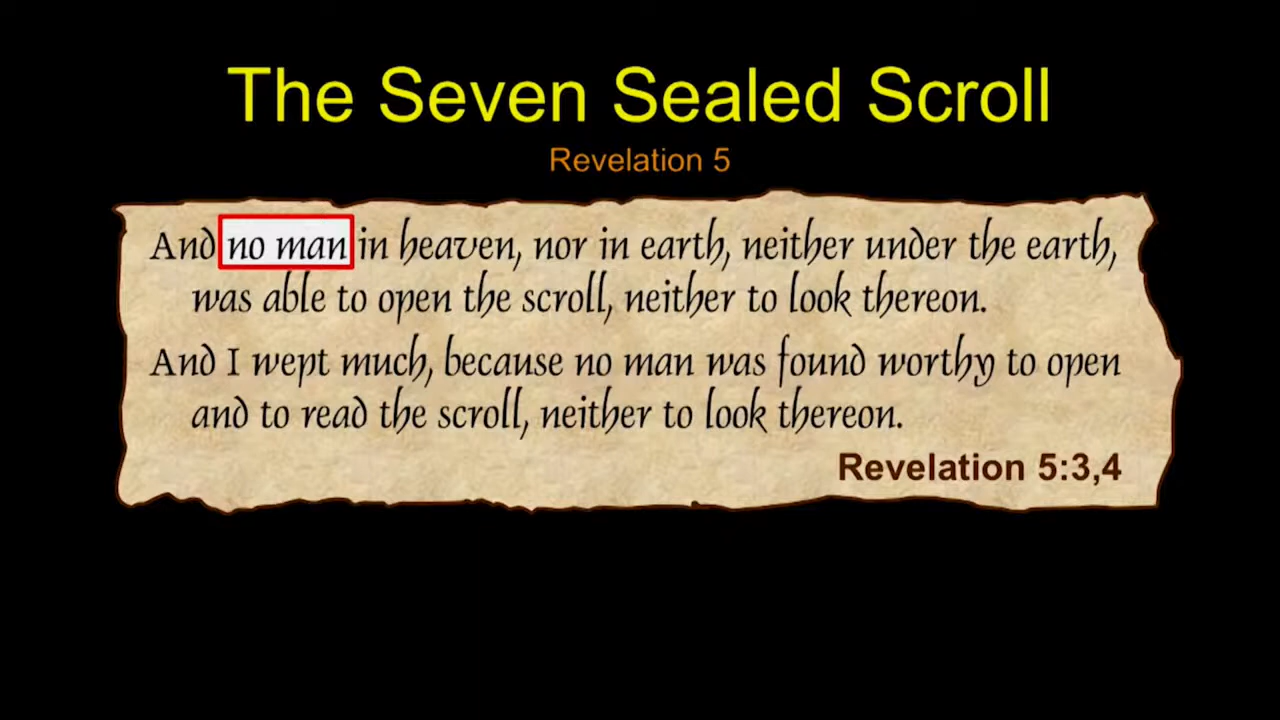 The Seven Sealed Scroll
Revelation 5
And no man in heaven, nor in earth, neither under the earth,
was able to open the scroll, neither to look thereon.
And I wept much, because no man was found worthy to open
and to read the scroll, neither to look thereon.
Revelation 5:3,4